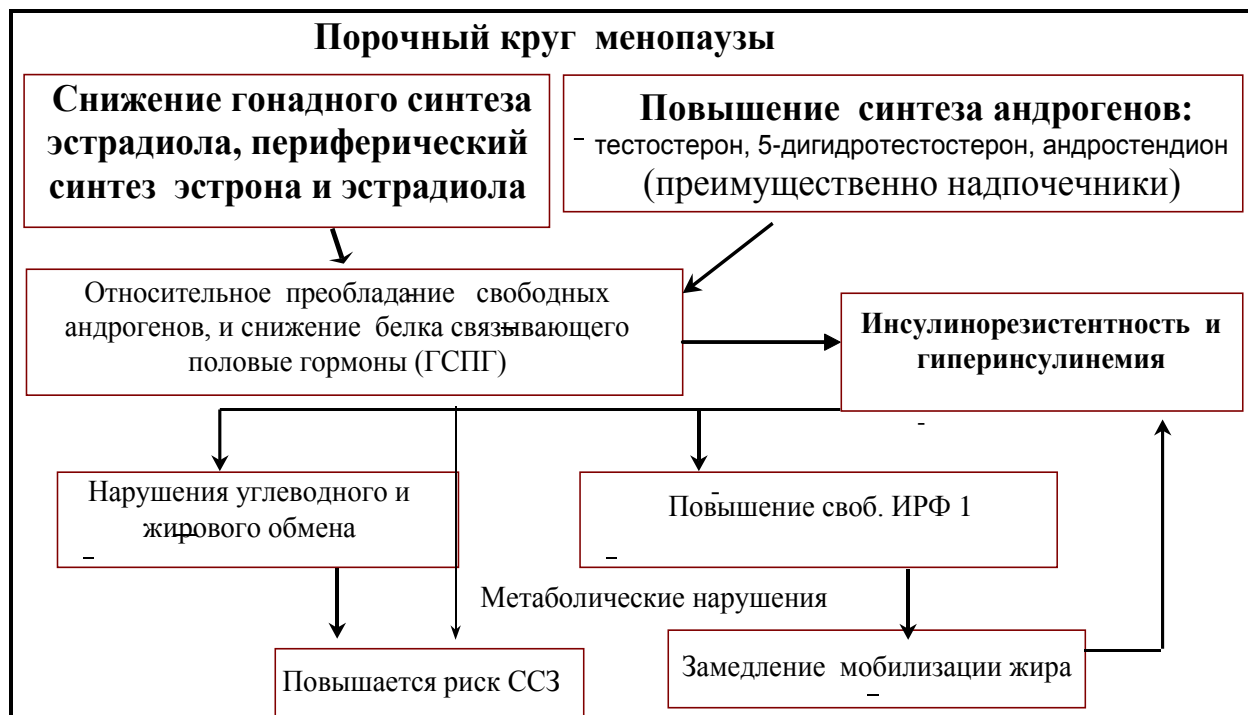 Порочный круг менопаузы
Снижение гонадного синтеза
эстрадиола, периферический
синтез эстрона и эстрадиола
Повышение синтеза андрогенов:
тестостерон, 5-дигидротестостерон, андростендион
(преимущественно надпочечники)
Относительное преобладание свободных
андрогенов, и снижение белка связывающего
половые гормоны (ГСПГ)
Инсулинорезистентность и
гиперинсулинемия
Нарушения углеводного и
жирового обмена
Повышение своб. ИРФ 1
Метаболические нарушения
Повышается риск ССЗ
Замедление мобилизации жира